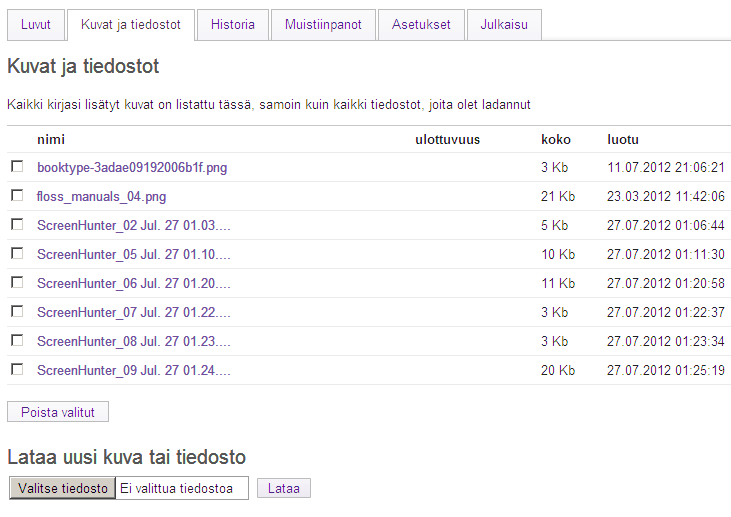 Luvut Kuvat ja tiedostot Historia Muistiinpanot Asetukset Julkaisu
Kuvat ja tiedostot
Kaikki kirjasi lisätyt kuvat on listattu tässä, samoin kuin kaikki tiedostot, joita olet ladannut
nimi ulottuvuus koko luotu
booktype-3adae09192006b1f.png 3 Kb 11.07.2012 21:06:21
floss_manuals_04.png 21 Kb 23.03.2012 11:42:06
ScreenHunter_02 Jul. 27 01.03.... 5 Kb 27.07.2012 01:06:44
ScreenHunter_05 Jul. 27 01.10.... 10 Kb 27.07.2012 01:11:30
ScreenHunter_06 Jul. 27 01.20.... 11 Kb 27.07.2012 01:20:58
ScreenHunter_07 Jul. 27 01.22.... 3 Kb 27.07.2012 01:22:37
ScreenHunter_08 Jul. 27 01.23.... 3 Kb 27.07.2012 01:23:34
ScreenHunter_09 Jul. 27 01.24.... 20 Kb 27.07.2012 01:25:19
Poista valitut
Lataa uusi kuva tai tiedosto
Valitse tiedosto Ei valittua tiedostoa Lataa